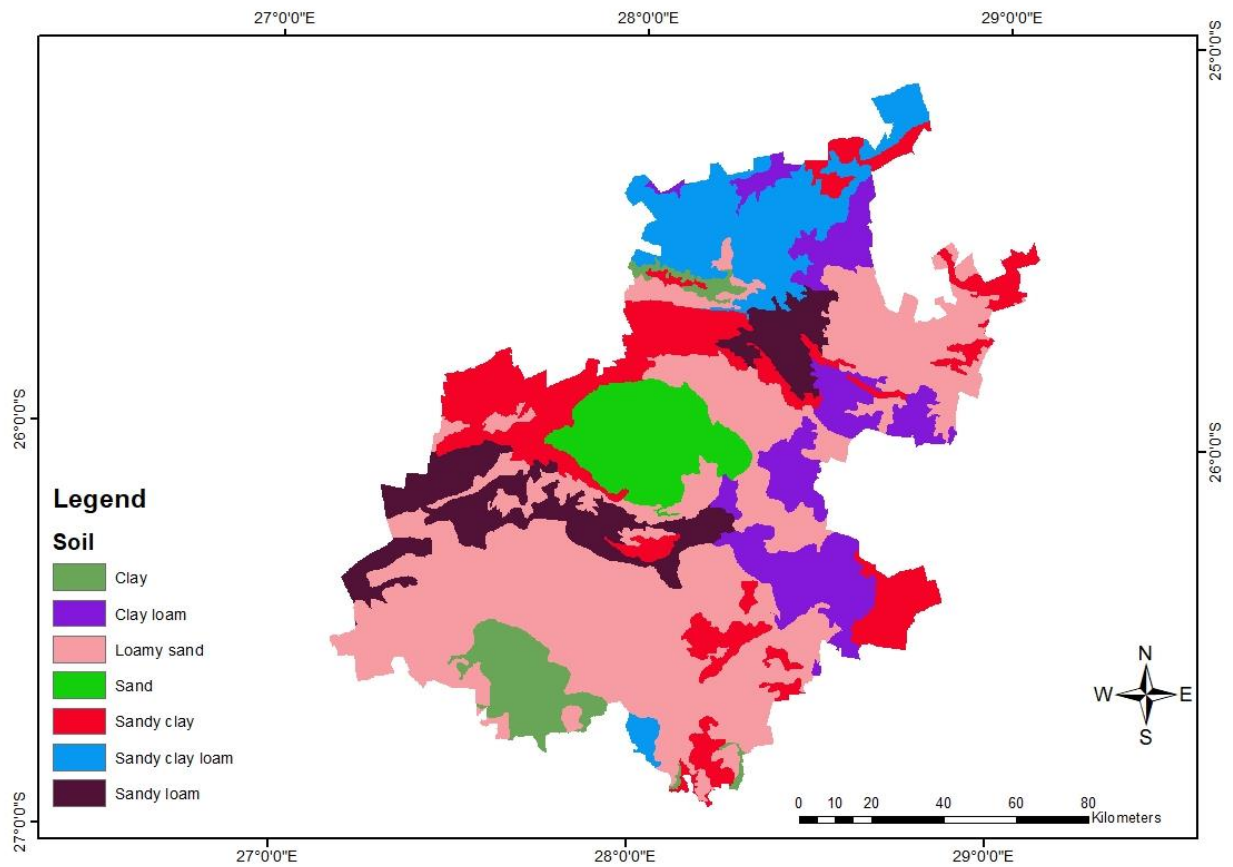 27°0'0"E 28°0'0"E 29°0'0"E
25°0'0"S
26°0'0"S
26°0'0"S
Legend
Soil
Clay
Clay loam
Loamy sand
Sand
Sandy clay
Sandy clay loam
Sandy loam
N
W E
S
0 10 20 40 60 80
Kilometers
27°0'0"S
27°0'0"E 28°0'0"E 29°0'0"E